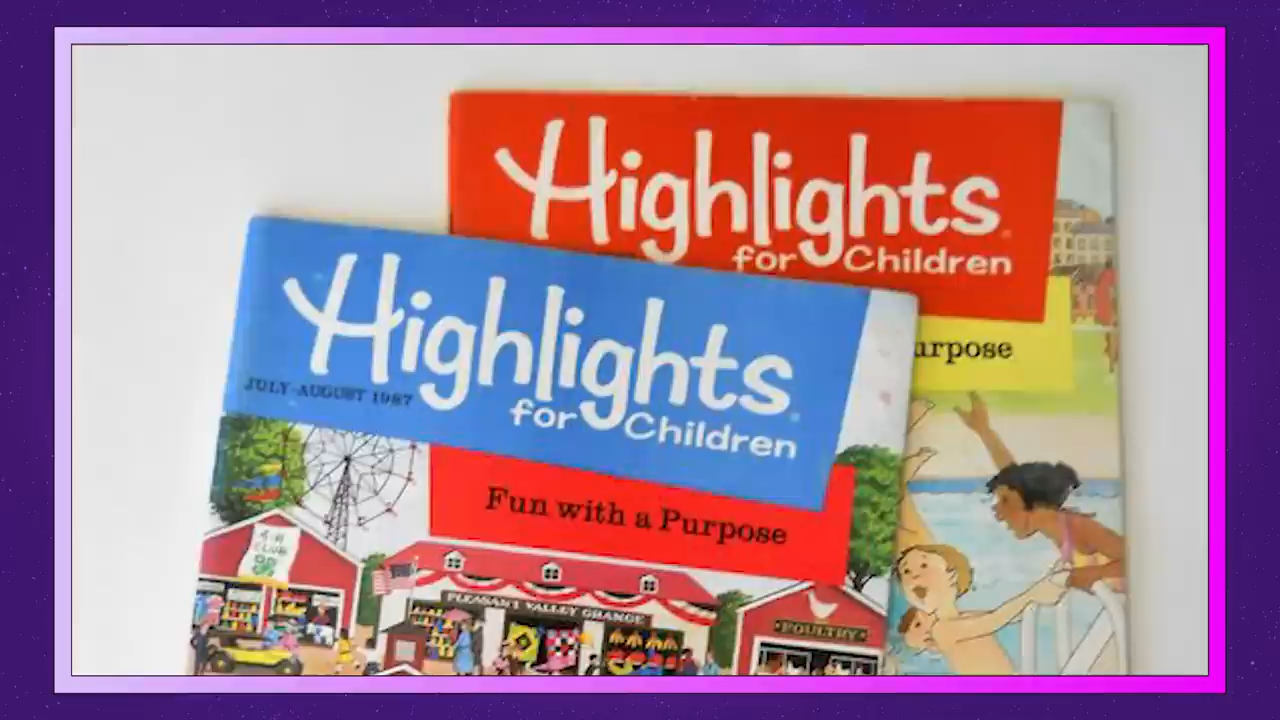 Highlights
for Children
urpose
Highlights
JULY-AUGUST 1987
for Children
Fun with a Purpose
4-H
CLUB
PLEASANT VALLEY GRANGE
POULTRY